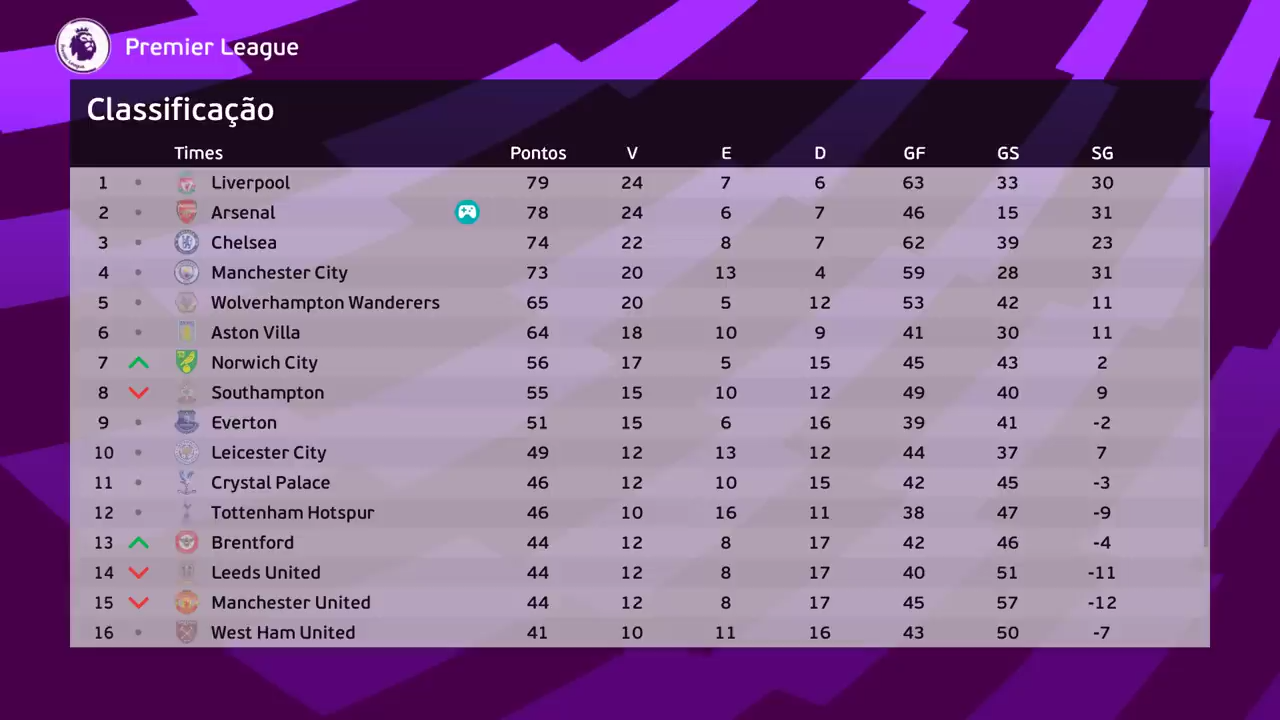 Premier League
Classificação
Times Pontos V E D GF GS SG
1 Liverpool 79 24 7 6 63 33 30
2 Arsenal 78 24 6 7 46 15 31
3 Chelsea 74 22 8 7 62 39 23
4 Manchester City 73 20 13 4 59 28 31
5 Wolverhampton Wanderers 65 20 5 12 53 42 11
6 Aston Villa 64 18 10 9 41 30 11
7 Norwich City 56 17 5 15 45 43 2
8 Southampton 55 15 10 12 49 40 9
9 Everton 51 15 6 16 39 41 -2
10 Leicester City 49 12 13 12 44 37 7
11 Crystal Palace 46 12 10 15 42 45 -3
12 Tottenham Hotspur 46 10 16 11 38 47 -9
13 Brentford 44 12 8 17 42 46 -4
14 Leeds United 44 12 8 17 40 51 -11
15 Manchester United 44 12 8 17 45 57 -12
16 West Ham United 41 10 11 16 43 50 -7